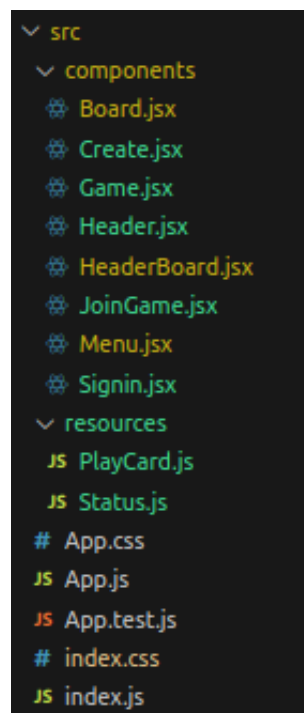 src
components
Board.jsx
Create.jsx
Game.jsx
Header.jsx
HeaderBoard.jsx
JoinGame.jsx
Menu.jsx
Signin.jsx
resources
JS PlayCard.js
JS Status.js
# App.css
JS App.js
JS App.test.js
# index.css
JS index.js